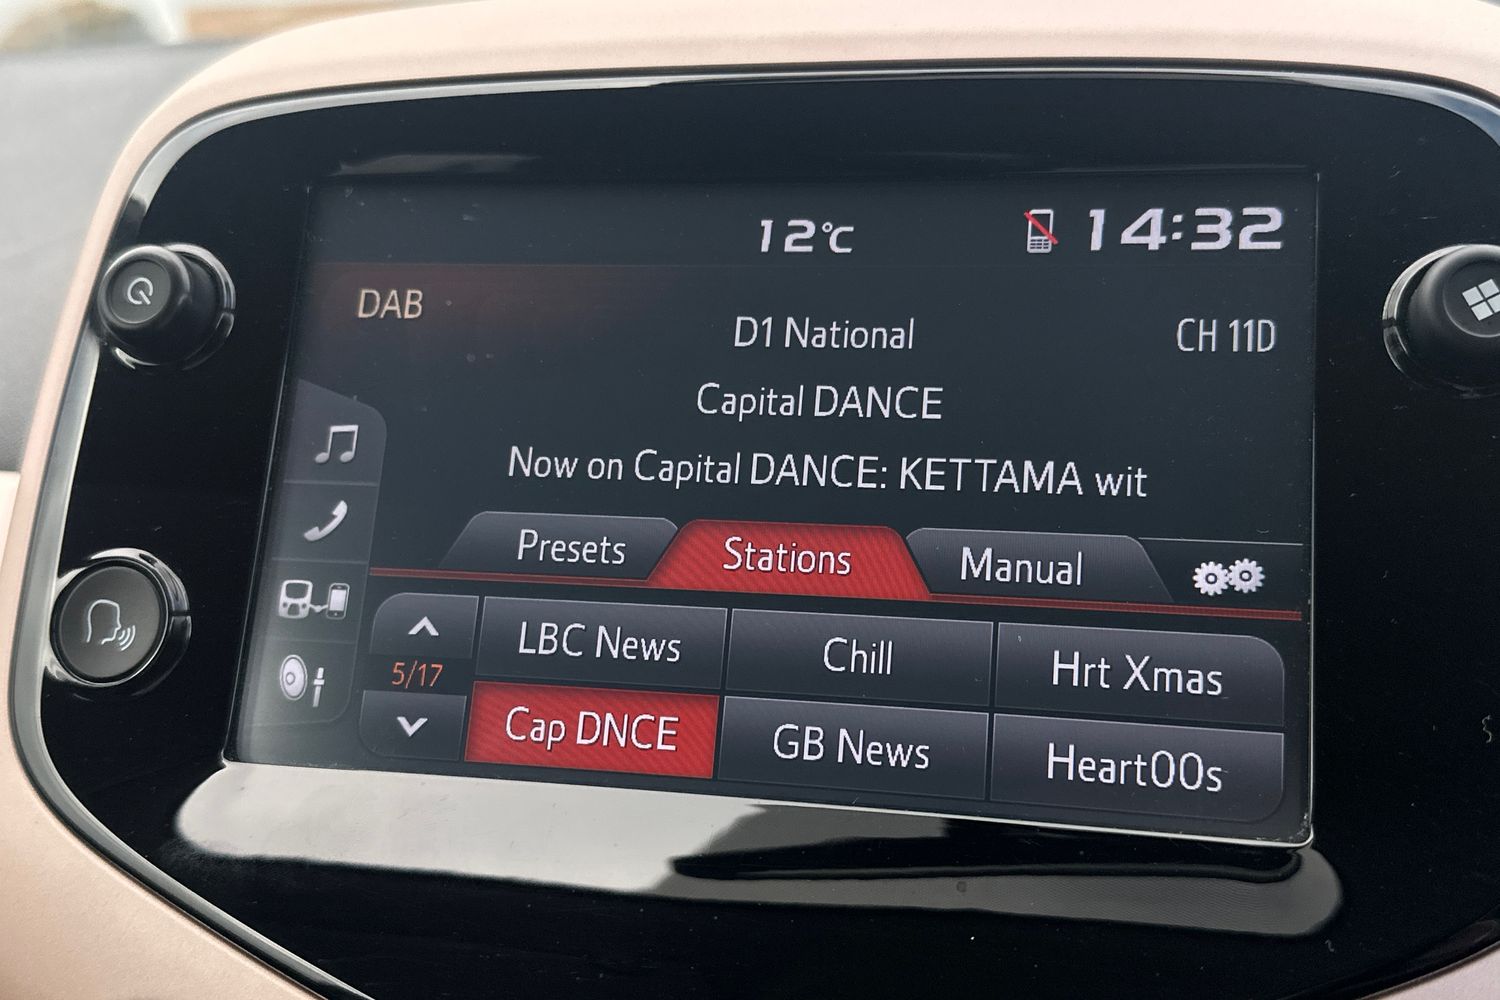 12°C
14:32
DAB
D1 National
CH 11D
Capital DANCE
Now on Capital DANCE: KETTAMA wit
Presets
Stations
Manual
5/17
LBC News
Chill
Hrt Xmas
Cap DNCE
GB News
Heart00s